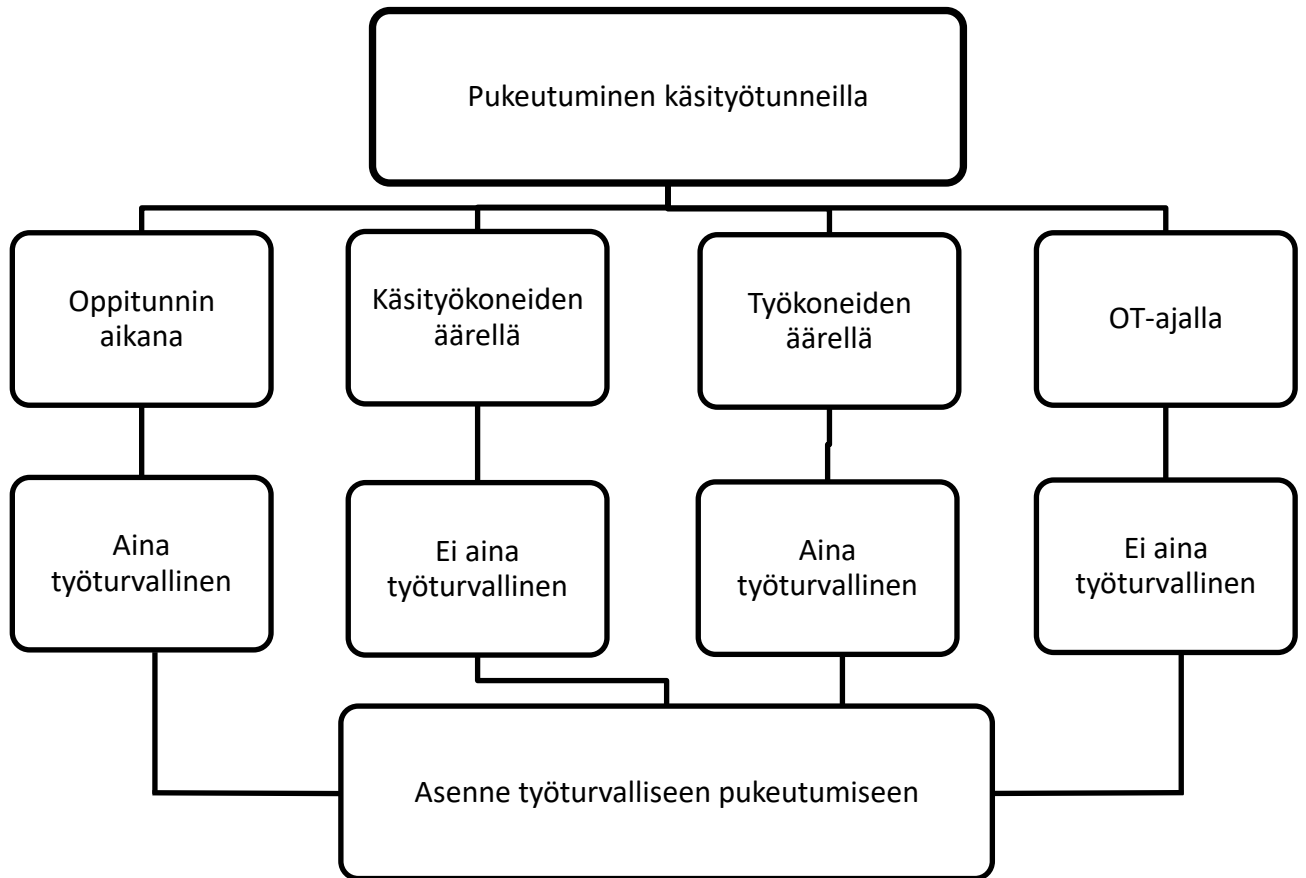 Pukeutuminen käsityötunneilla
Oppitunnin
aikana
Käsityökoneiden
äärellä
Työkoneiden
äärellä
OT-ajalla
Aina
työturvallinen
Ei aina
työturvallinen
Aina
työturvallinen
Ei aina
työturvallinen
Asenne työturvalliseen pukeutumiseen